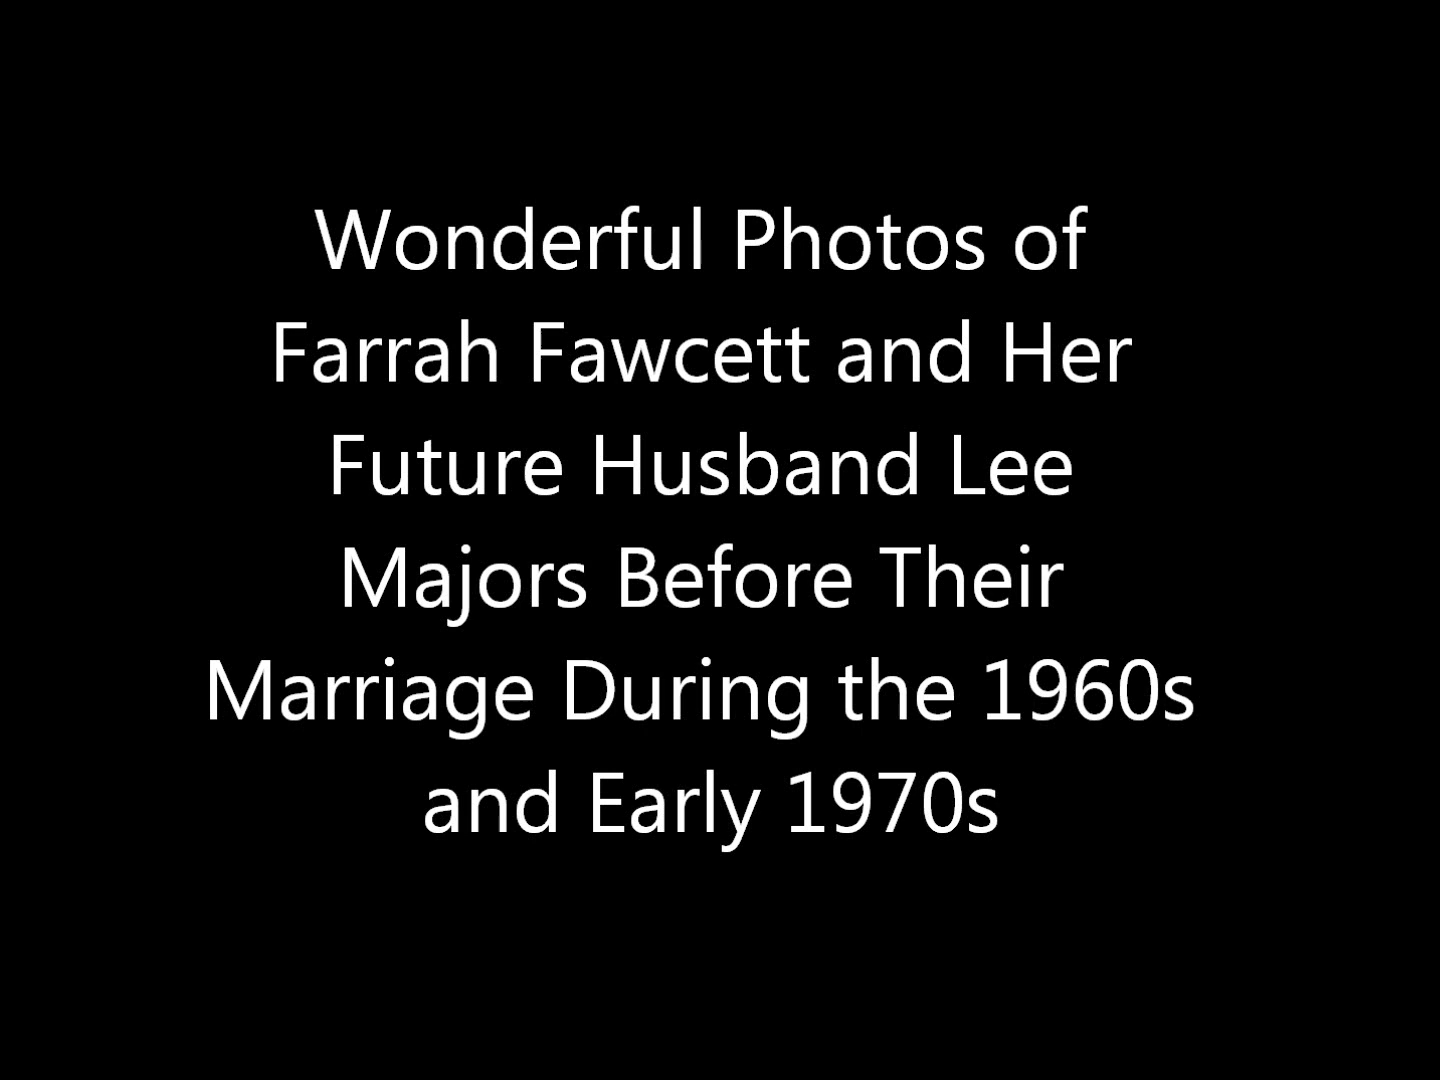 Wonderful Photos of
Farrah Fawcett and Her
Future Husband Lee
Majors Before Their
Marriage During the 1960s
and Early 1970s